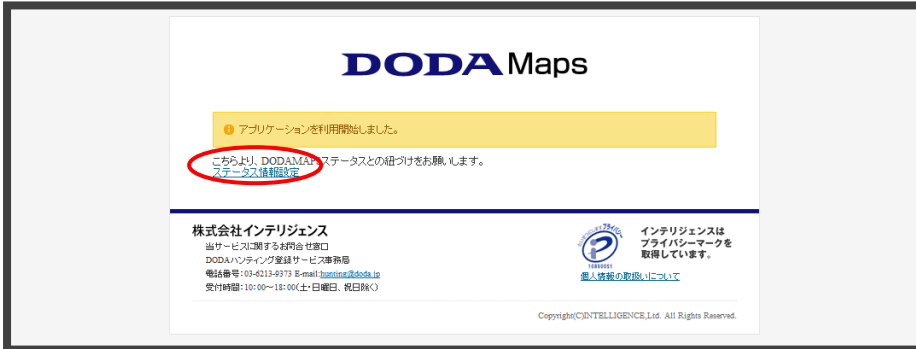 DODA Maps
アプリケーションを利用開始しました。
こちらより、DODAMAPSステータスとの紐づけをお願いします。
ステータス情報設定
株式会社インテリジェンス
当サービスに関するお問合せ窓口
DODAハンティング登録サービス事務局
電話番号：03-6213-9373 E-mail:hunting@doda.jp
受付時間：10:00～18:00(土・日曜日、祝日除く)
インテリジェンスは
プライバシーマークを
取得しています。
個人情報の取扱いについて
Copyright(C)INTELLIGENCE,Ltd. All Rights Reserved.